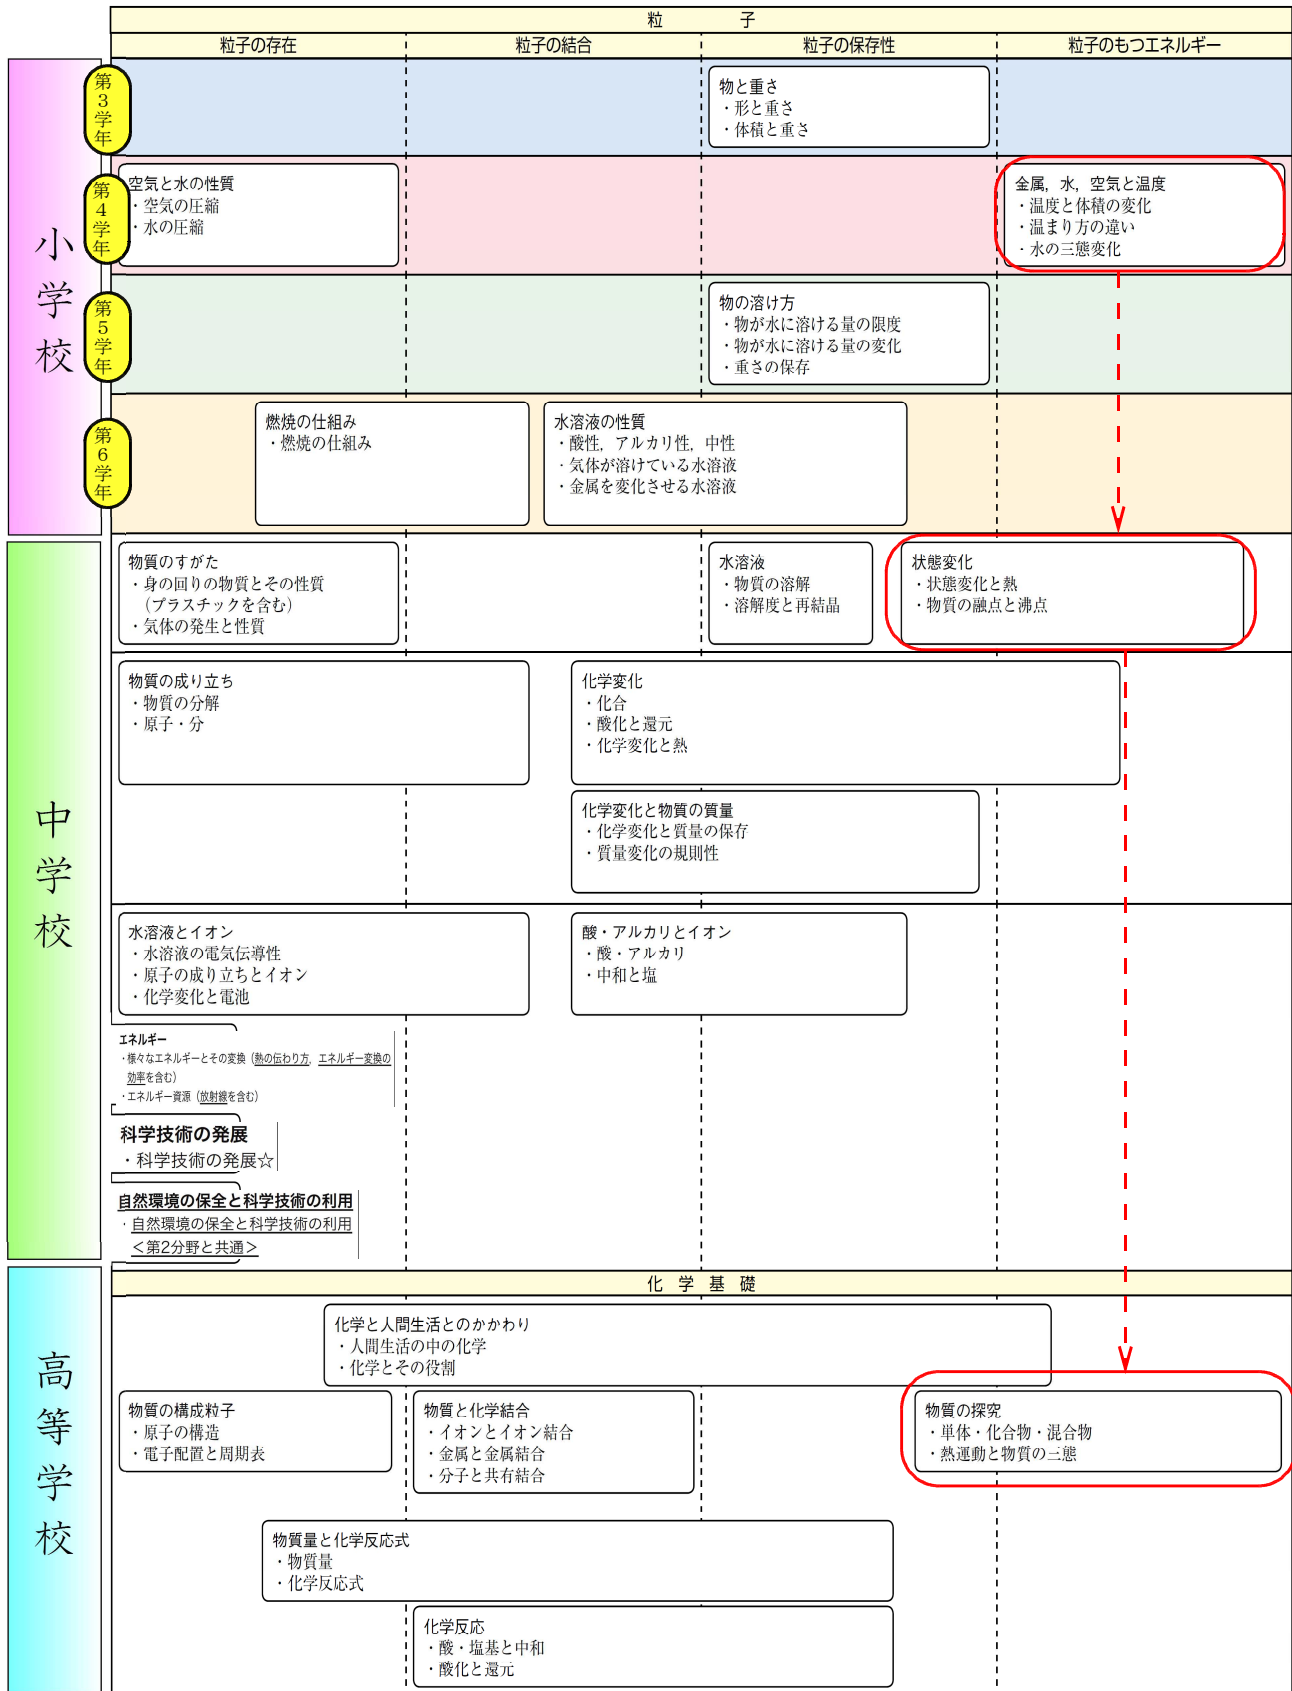 粒　子
粒子の存在　粒子の結合　粒子の保存性　粒子のもつエネルギー
小学校
第3学年
物と重さ
・形と重さ
・体積と重さ
第4学年
空気と水の性質
・空気の圧縮
・水の圧縮
金属，水，空気と温度
・温度と体積の変化
・温まり方の違い
・水の三態変化
第5学年
物の溶け方
・物が水に溶ける量の限度
・物が水に溶ける量の変化
・重さの保存
第6学年
燃焼の仕組み
・燃焼の仕組み
水溶液の性質
・酸性，アルカリ性，中性
・気体が溶けている水溶液
・金属を変化させる水溶液
中学校
物質のすがた
・身の回りの物質とその性質
（プラスチックを含む）
・気体の発生と性質
水溶液
・物質の溶解
・溶解度と再結晶
状態変化
・状態変化と熱
・物質の融点と沸点
物質の成り立ち
・物質の分解
・原子・分
化学変化
・化合
・酸化と還元
・化学変化と熱
化学変化と物質の質量
・化学変化と質量の保存
・質量変化の規則性
水溶液とイオン
・水溶液の電気伝導性
・原子の成り立ちとイオン
・化学変化と電池
酸・アルカリとイオン
・酸・アルカリ
・中和と塩
エネルギー
・様々なエネルギーとその変換（熱の伝わり方，エネルギー変換の
効率を含む）
・エネルギー資源（放射線を含む）
科学技術の発展
・科学技術の発展☆
自然環境の保全と科学技術の利用
・自然環境の保全と科学技術の利用
＜第2分野と共通＞
高等学校
化　学　基　礎
化学と人間生活とのかかわり
・人間生活の中の化学
・化学とその役割
物質の構成粒子
・原子の構造
・電子配置と周期表
物質と化学結合
・イオンとイオン結合
・金属と金属結合
・分子と共有結合
物質の探究
・単体・化合物・混合物
・熱運動と物質の三態
物質量と化学反応式
・物質量
・化学反応式
化学反応
・酸・塩基と中和
・酸化と還元